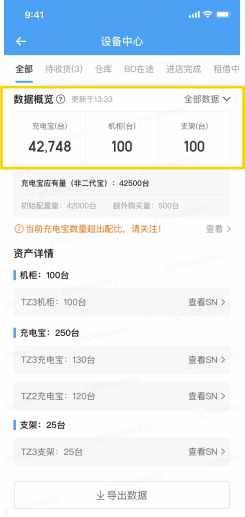 9:41
设备中心
全部 待收货(3) 仓库 BD在途 进店完成 租借中
数据概览 更新于13:33 全部数据
充电宝(台) 机柜(台) 支架(台)
42,748 100 100
充电宝应有量（非二代宝）: 42500台
初始配置量: 42000台 额外购买量: 500台
当前充电宝数量超出配比，请关注! 查看
资产详情
机柜: 100台
TZ3机柜: 100台 查看SN
充电宝: 250台
TZ3充电宝: 130台 查看SN
TZ2充电宝: 120台 查看SN
支架: 25台
TZ3支架: 25台 查看SN
导出数据